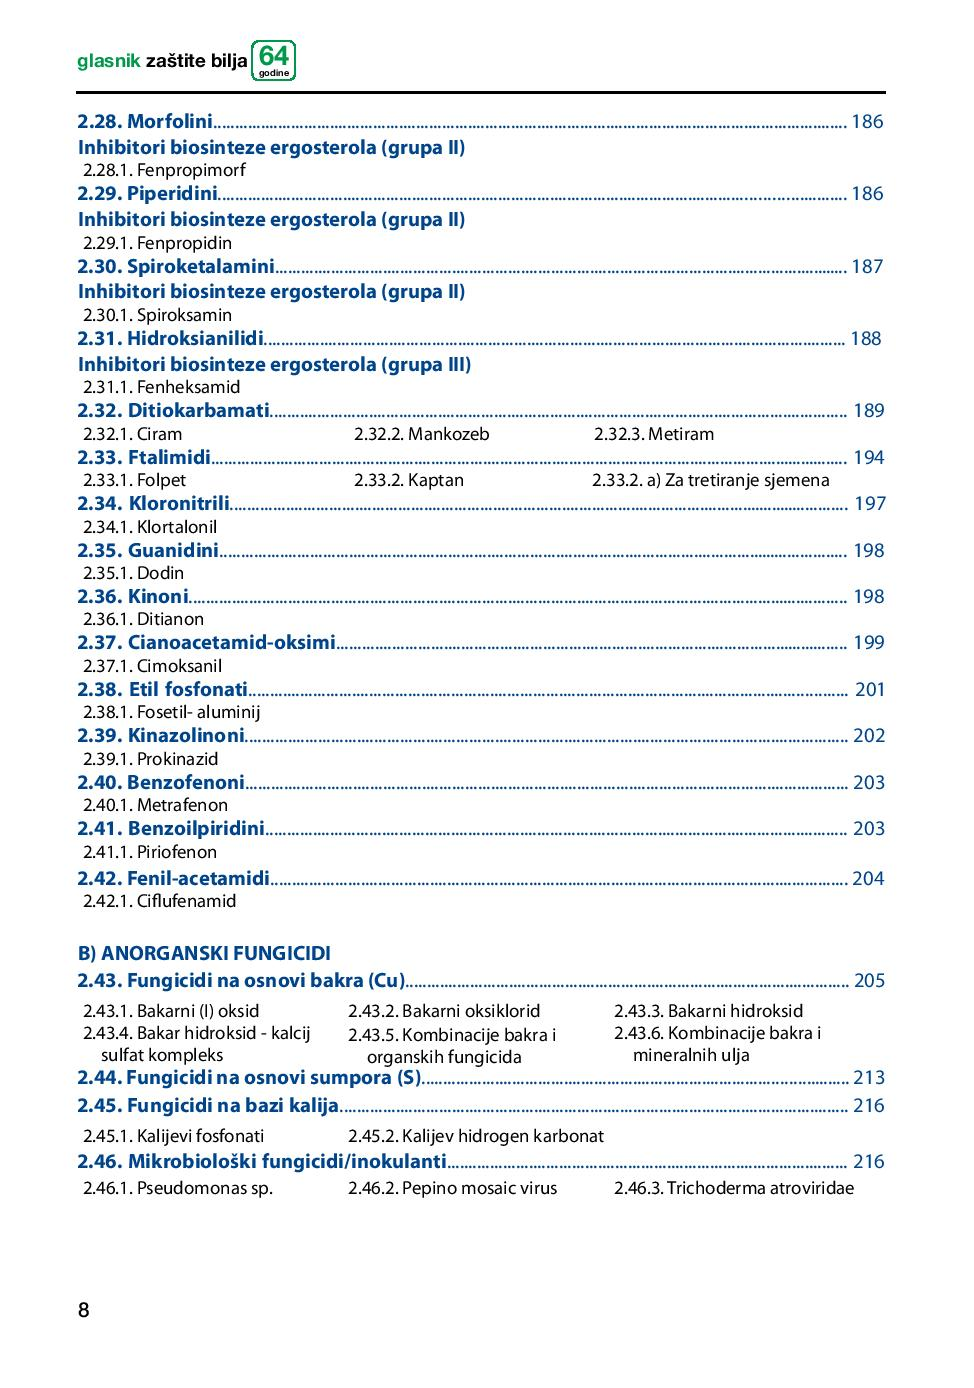 glasnik zaštite bilja 64 godine
2.28. Morfolini........................................ 186
Inhibitori biosinteze ergosterola (grupa II)
2.28.1. Fenpropimorf
2.29. Piperidini........................................ 186
Inhibitori biosinteze ergosterola (grupa II)
2.29.1. Fenpropidin
2.30. Spiroketalamini........................................ 187
Inhibitori biosinteze ergosterola (grupa II)
2.30.1. Spiroksamin
2.31. Hidroksianilidi........................................ 188
Inhibitori biosinteze ergosterola (grupa III)
2.31.1. Fenheksamid
2.32. Ditiokarbamati........................................ 189
2.32.1. Ciram 2.32.2. Mankozeb 2.32.3. Metiram
2.33. Ftalimidi........................................ 194
2.33.1. Folpet 2.33.2. Kaptan 2.33.2. a) Za tretiranje sjemena
2.34. Kloronitrili........................................ 197
2.34.1. Klortalonil
2.35. Guanidini........................................ 198
2.35.1. Dodin
2.36. Kinoni........................................ 198
2.36.1. Ditianon
2.37. Cianoacetamid-oksimi........................................ 199
2.37.1. Cimoksanil
2.38. Etil fosfonati........................................ 201
2.38.1. Fosetil- aluminij
2.39. Kinazolinoni........................................ 202
2.39.1. Prokinazid
2.40. Benzofenoni........................................ 203
2.40.1. Metrafenon
2.41. Benzoilpiridini........................................ 203
2.41.1. Piriofenon
2.42. Fenil-acetamidi........................................ 204
2.42.1. Ciflufenamid
B) ANORGANSKI FUNGICIDI
2.43. Fungicidi na osnovi bakra (Cu)........................................ 205
2.43.1. Bakarni (I) oksid 2.43.2. Bakarni oksiklorid 2.43.3. Bakarni hidroksid
2.43.4. Bakar hidroksid - kalcij 2.43.5. Kombinacije bakra i 2.43.6. Kombinacije bakra i
sulfat kompleks organskih fungicida mineralnih ulja
2.44. Fungicidi na osnovi sumpora (S)........................................ 213
2.45. Fungicidi na bazi kalija........................................ 216
2.45.1. Kalijevi fosfonati 2.45.2. Kalijev hidrogen karbonat
2.46. Mikrobiološki fungicidi/inokulanti........................................ 216
2.46.1. Pseudomonas sp. 2.46.2. Pepino mosaic virus 2.46.3. Trichoderma atroviridae
8